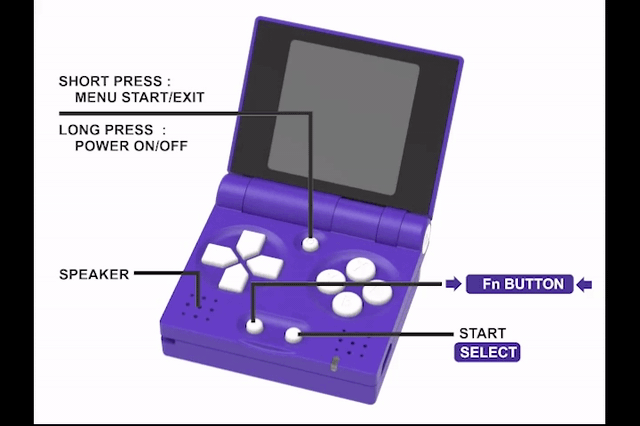 SHORT PRESS :
MENU START/EXIT
LONG PRESS :
POWER ON/OFF
SPEAKER
Fn BUTTON
START
SELECT